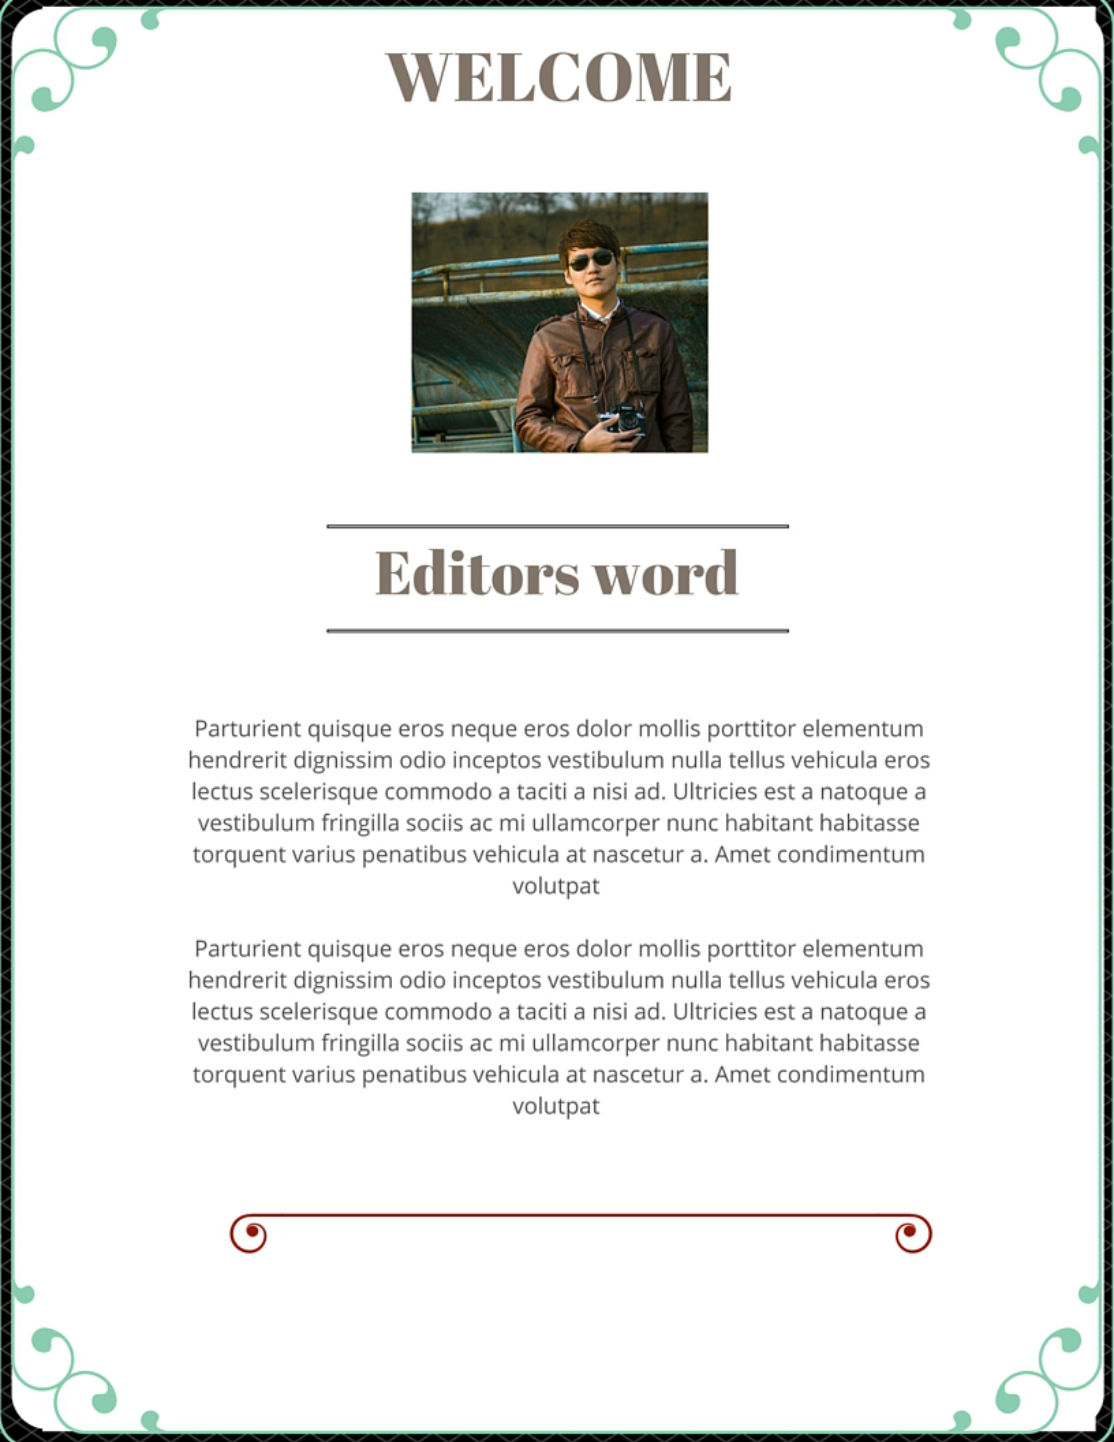 WELCOME
Editors word
Parturient quisque eros neque eros dolor mollis porttitor elementum
hendrerit dignissim odio inceptos vestibulum nulla tellus vehicula eros
lectus scelerisque commodo a taciti a nisi ad. Ultricies est a natoque a
vestibulum fringilla sociis ac mi ullamcorper nunc habitant habitasse
torquent varius penatibus vehicula at nascetur a. Amet condimentum
volutpat
Parturient quisque eros neque eros dolor mollis porttitor elementum
hendrerit dignissim odio inceptos vestibulum nulla tellus vehicula eros
lectus scelerisque commodo a taciti a nisi ad. Ultricies est a natoque a
vestibulum fringilla sociis ac mi ullamcorper nunc habitant habitasse
torquent varius penatibus vehicula at nascetur a. Amet condimentum
volutpat